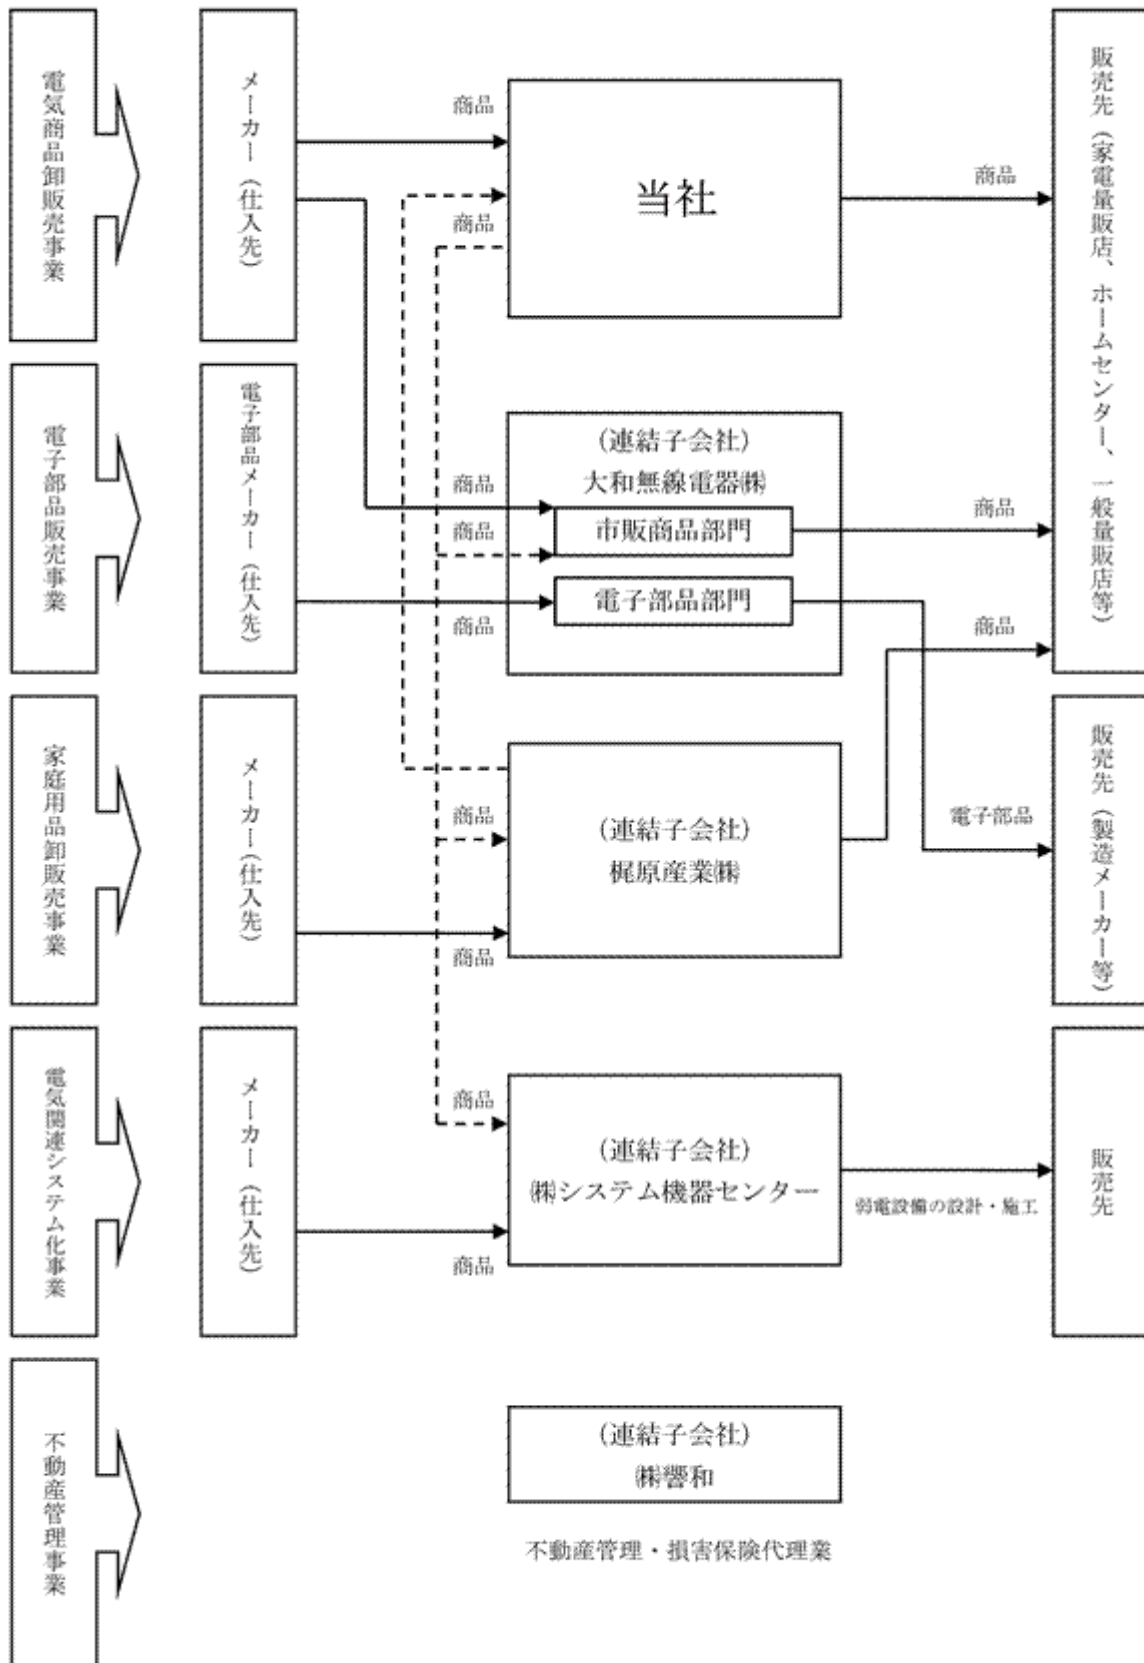 電気商品卸販売事業
メーカー（仕入先）
商品
商品
当社
商品
販売先（家電量販店、ホームセンター、一般量販店等）
電子部品販売事業
電子部品メーカー（仕入先）
商品
商品
商品
（連結子会社）
大和無線電器㈱
市販商品部門
電子部品部門
商品
商品
家庭用品卸販売事業
メーカー（仕入先）
商品
商品
（連結子会社）
梶原産業㈱
電子部品
販売先（製造メーカー等）
電気関連システム化事業
メーカー（仕入先）
商品
商品
（連結子会社）
㈱システム機器センター
弱電設備の設計・施工
販売先
不動産管理事業
（連結子会社）
㈱響和
不動産管理・損害保険代理業